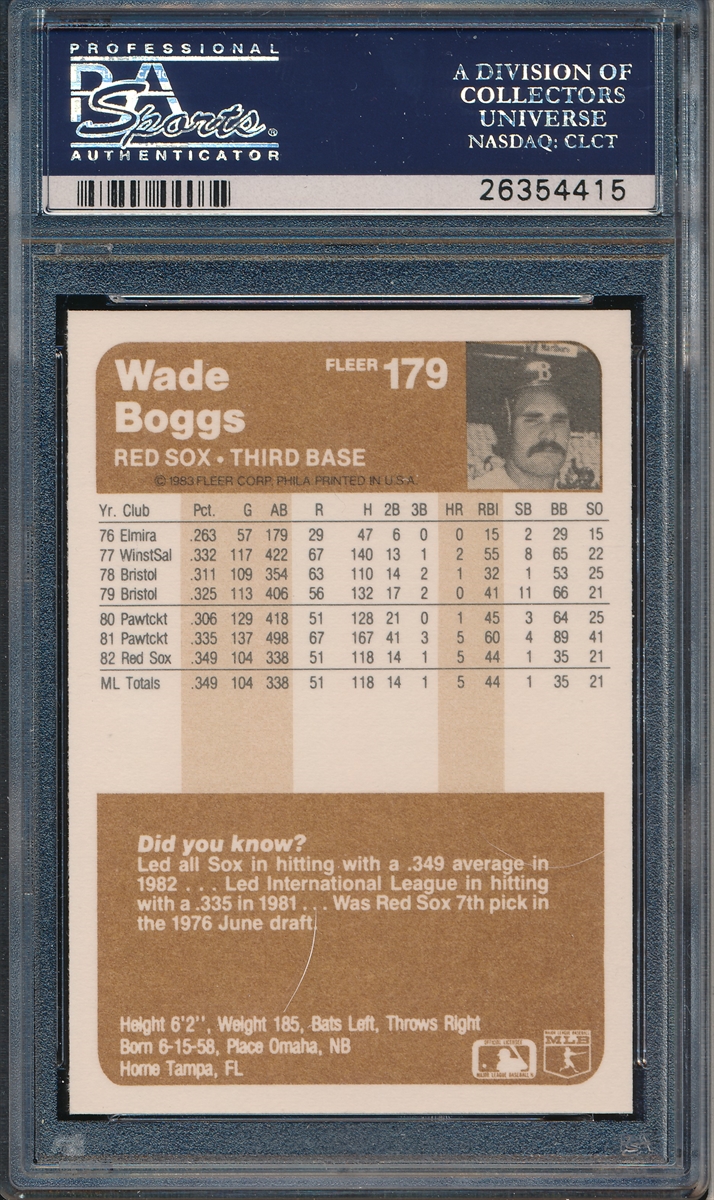 PROFESSIONAL
PSA
Sports®
AUTHENTICATOR
A DIVISION OF
COLLECTORS
UNIVERSE
NASDAQ: CLCT
26354415
Wade
Boggs
FLEER 179
RED SOX • THIRD BASE
© 1983 FLEER CORP. PHILA PRINTED IN U.S.A.
Yr. Club Pct. G AB R H 2B 3B HR RBI SB BB SO
76 Elmira .263 57 179 29 47 6 0 0 15 2 29 15
77 WinstSal .332 117 422 67 140 13 1 2 55 8 65 22
78 Bristol .311 109 354 63 110 14 2 1 32 1 53 25
79 Bristol .325 113 406 56 132 17 2 0 41 11 66 21
80 Pawtckt .306 129 418 51 128 21 0 1 45 3 64 25
81 Pawtckt .335 137 498 67 167 41 3 5 60 4 89 41
82 Red Sox .349 104 338 51 118 14 1 5 44 1 35 21
ML Totals .349 104 338 51 118 14 1 5 44 1 35 21
Did you know?
Led all Sox in hitting with a .349 average in
1982 . . . Led International League in hitting
with a .335 in 1981 . . . Was Red Sox 7th pick in
the 1976 June draft.
Height 6'2'', Weight 185, Bats Left, Throws Right
Born 6-15-58, Place Omaha, NB
Home Tampa, FL
OFFICIAL LICENSEE
MAJOR LEAGUE BASEBALL
MAJOR LEAGUE BASEBALL
MLB